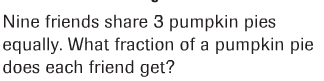 Nine friends share 3 pumpkin pies
equally. What fraction of a pumpkin pie
does each friend get?